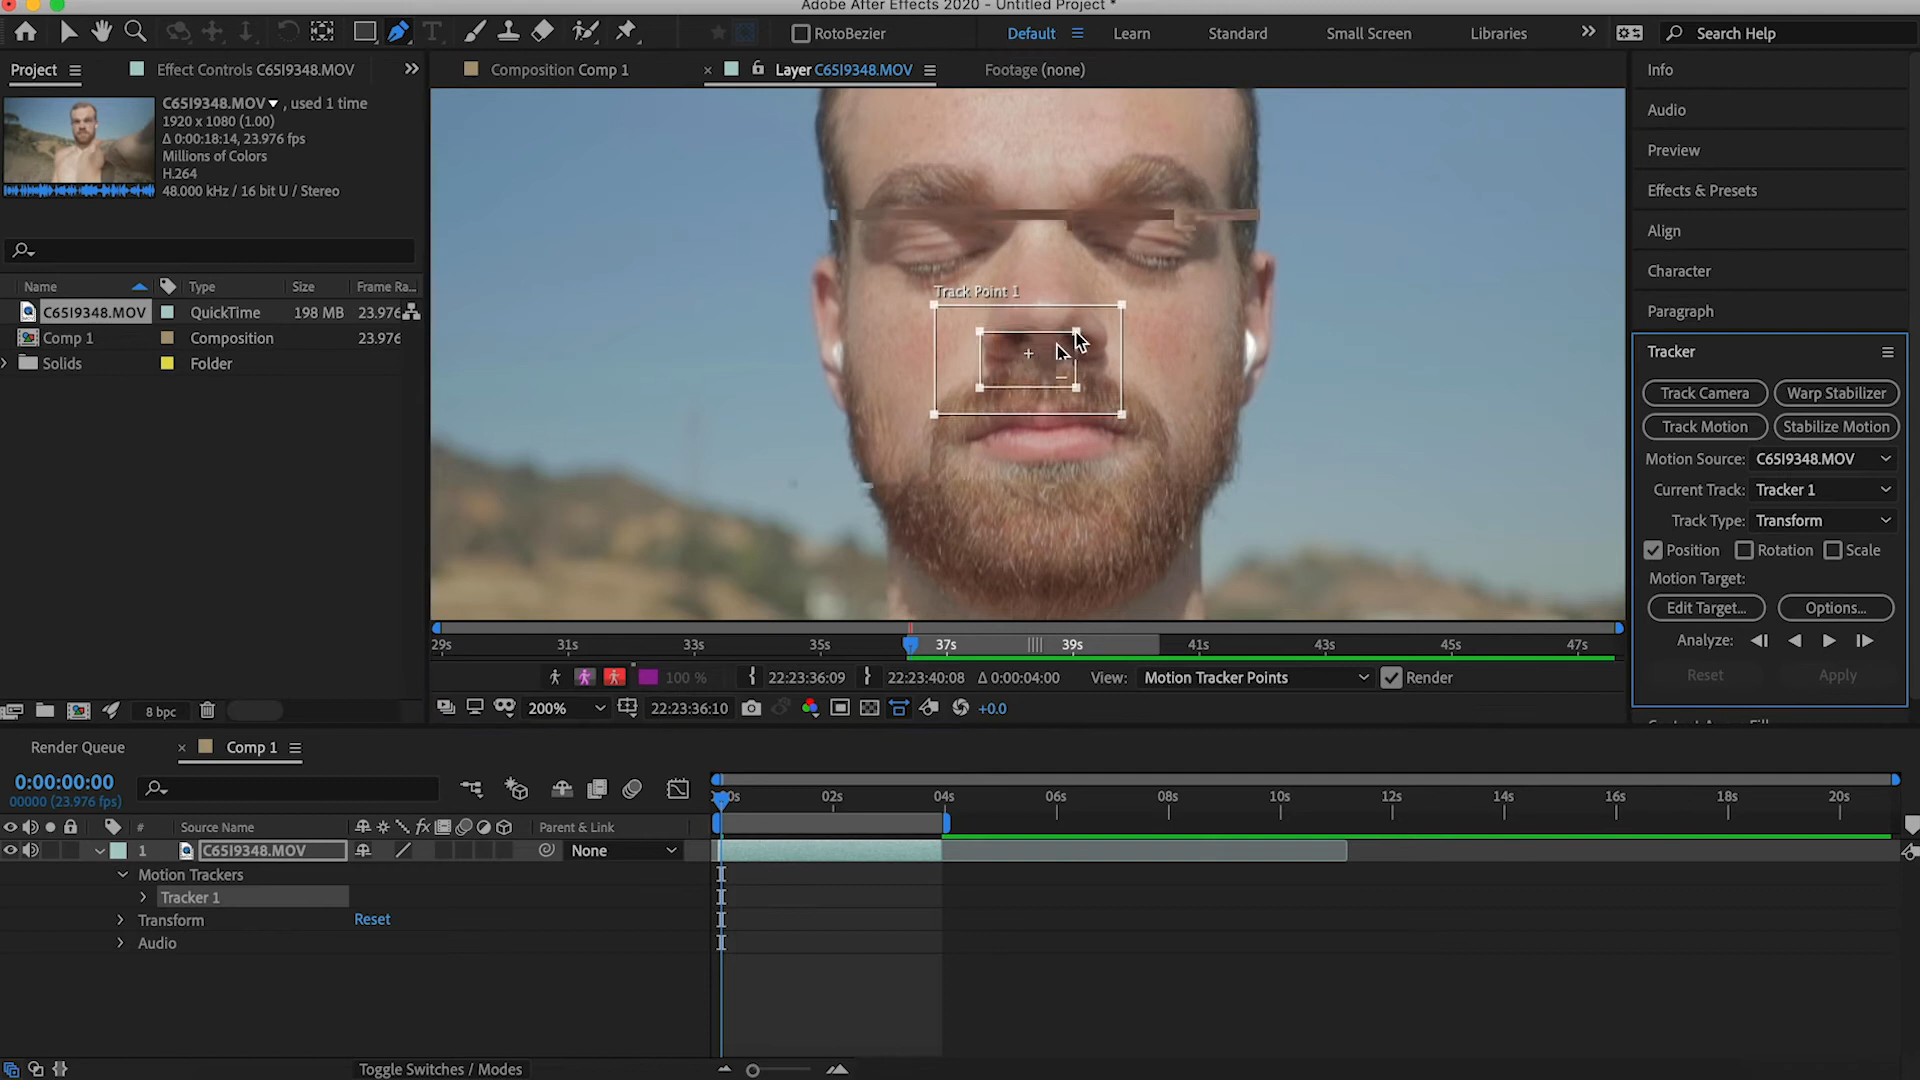 Adobe After Effects 2020 - Untitled Project *
T
RotoBezier
Default
Learn
Standard
Small Screen
Libraries
Search Help
Project
Effect Controls C65I9348.MOV
Composition Comp 1
Layer C65I9348.MOV
Footage (none)
Info
C65I9348.MOV , used 1 time
1920 x 1080 (1.00)
Δ 0:00:18:14, 23.976 fps
Millions of Colors
H.264
48.000 kHz / 16 bit U / Stereo
Audio
Preview
Effects & Presets
Align
Character
Paragraph
Name
Type
Size
Frame Ra...
C65I9348.MOV
QuickTime
198 MB
23.976
Comp 1
Composition
23.976
Solids
Folder
Track Point 1
Tracker
Track Camera
Warp Stabilizer
Track Motion
Stabilize Motion
Motion Source: C65I9348.MOV
Current Track: Tracker 1
Track Type: Transform
Position
Rotation
Scale
Motion Target:
Edit Target...
Options...
Analyze:
Reset
Apply
29s
31s
33s
35s
37s
39s
41s
43s
45s
47s
100 %
22:23:36:09
22:23:40:08
Δ 0:00:04:00
View: Motion Tracker Points
Render
8 bpc
200%
22:23:36:10
+0.0
Render Queue
Comp 1
0:00:00:00
00000 (23.976 fps)
02s
04s
06s
08s
10s
12s
14s
16s
18s
20s
#
Source Name
fx
Parent & Link
1
C65I9348.MOV
None
Motion Trackers
Tracker 1
Transform
Reset
Audio
Toggle Switches / Modes